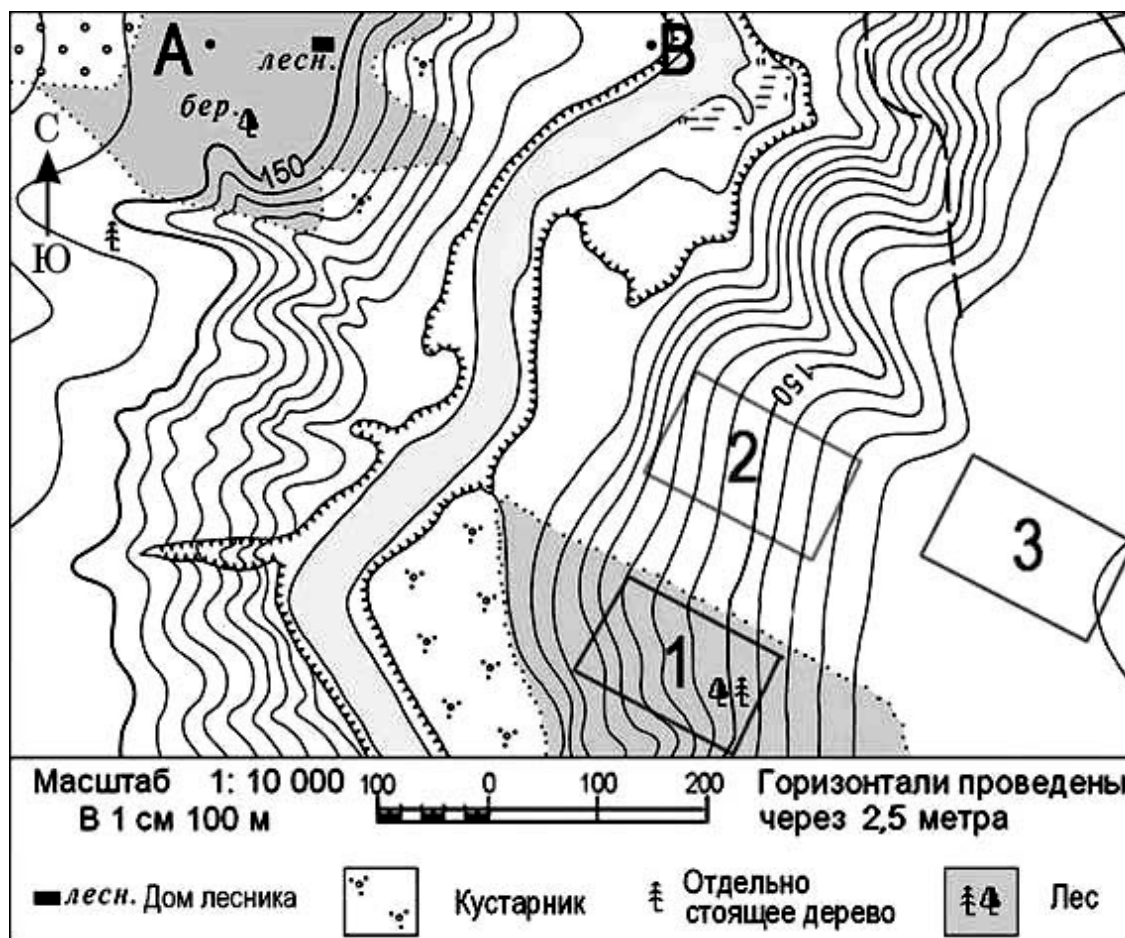 А
В
лесн.
бер.
С
Ю
150
150
2
3
1
Масштаб 1: 10 000
В 1 см 100 м
100 0 100 200
Горизонтали проведены
через 2,5 метра
лесн. Дом лесника
Кустарник
Отдельно
стоящее дерево
Лес